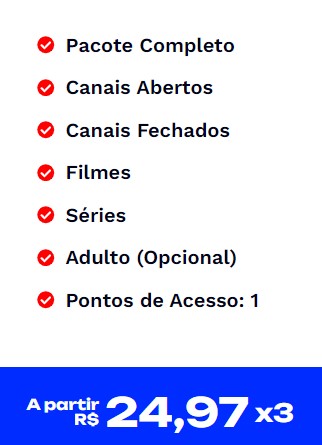 Pacote Completo
Canais Abertos
Canais Fechados
Filmes
Séries
Adulto (Opcional)
Pontos de Acesso: 1
A partir
R$ 24,97 x3